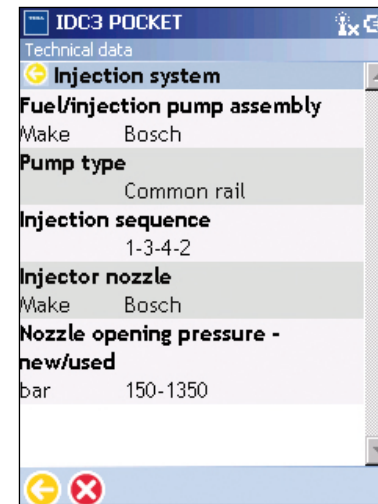 IDC3 POCKET
Technical data
Injection system
Fuel/injection pump assembly
Make Bosch
Pump type
Common rail
Injection sequence
1-3-4-2
Injector nozzle
Make Bosch
Nozzle opening pressure -
new/used
bar 150-1350